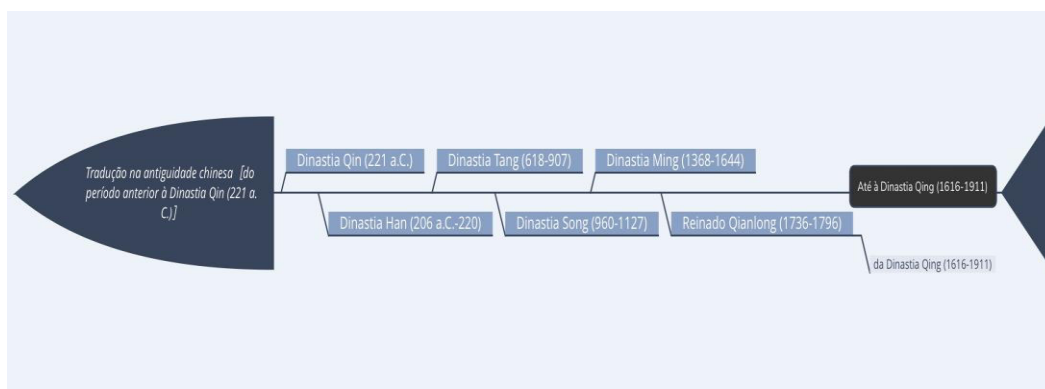 Tradução na antiguidade chinesa [do
período anterior à Dinastia Qin (221 a.
C.)]
Dinastia Qin (221 a.C.)
Dinastia Han (206 a.C.-220)
Dinastia Tang (618-907)
Dinastia Song (960-1127)
Dinastia Ming (1368-1644)
Reinado Qianlong (1736-1796)
da Dinastia Qing (1616-1911)
Até à Dinastia Qing (1616-1911)